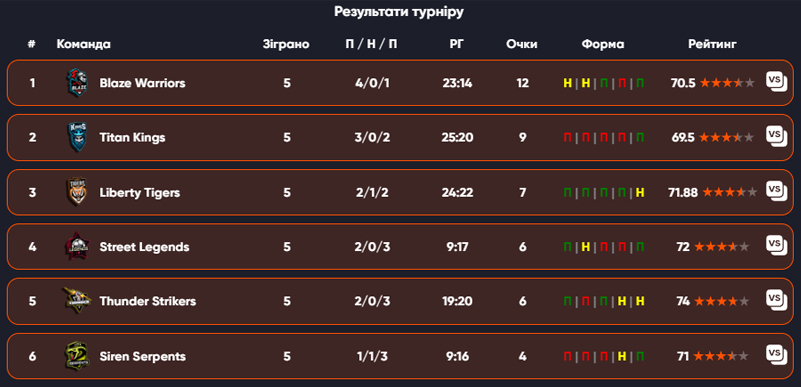 Результати турніру
# Команда Зіграно П / Н / П РГ Очки Форма Рейтинг
1 Blaze Warriors 5 4/0/1 23:14 12 Н | Н | П | П | П 70.5 VS
2 Titan Kings 5 3/0/2 25:20 9 П | П | П | П | П 69.5 VS
3 Liberty Tigers 5 2/1/2 24:22 7 П | П | П | П | Н 71.88 VS
4 Street Legends 5 2/0/3 9:17 6 П | Н | П | П | П 72 VS
5 Thunder Strikers 5 2/0/3 19:20 6 П | П | П | Н | Н 74 VS
6 Siren Serpents 5 1/1/3 9:16 4 П | П | П | Н | П 71 VS